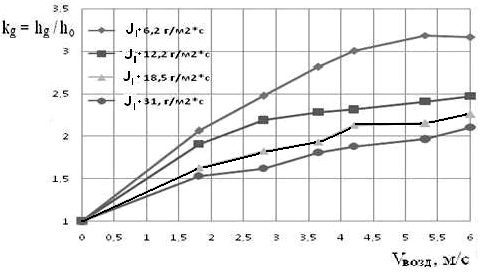 kg = hg / h0
3.5
3
2.5
2
1.5
1
Jl·6,2 г/м2*с
Jl·12,2 г/м2*с
Jl·18,5 г/м2*с
Jl·31, г/м2*с
0 0.5 1 1.5 2 2.5 3 3.5 4 4.5 5 5.5 6
Vвозд, м/с